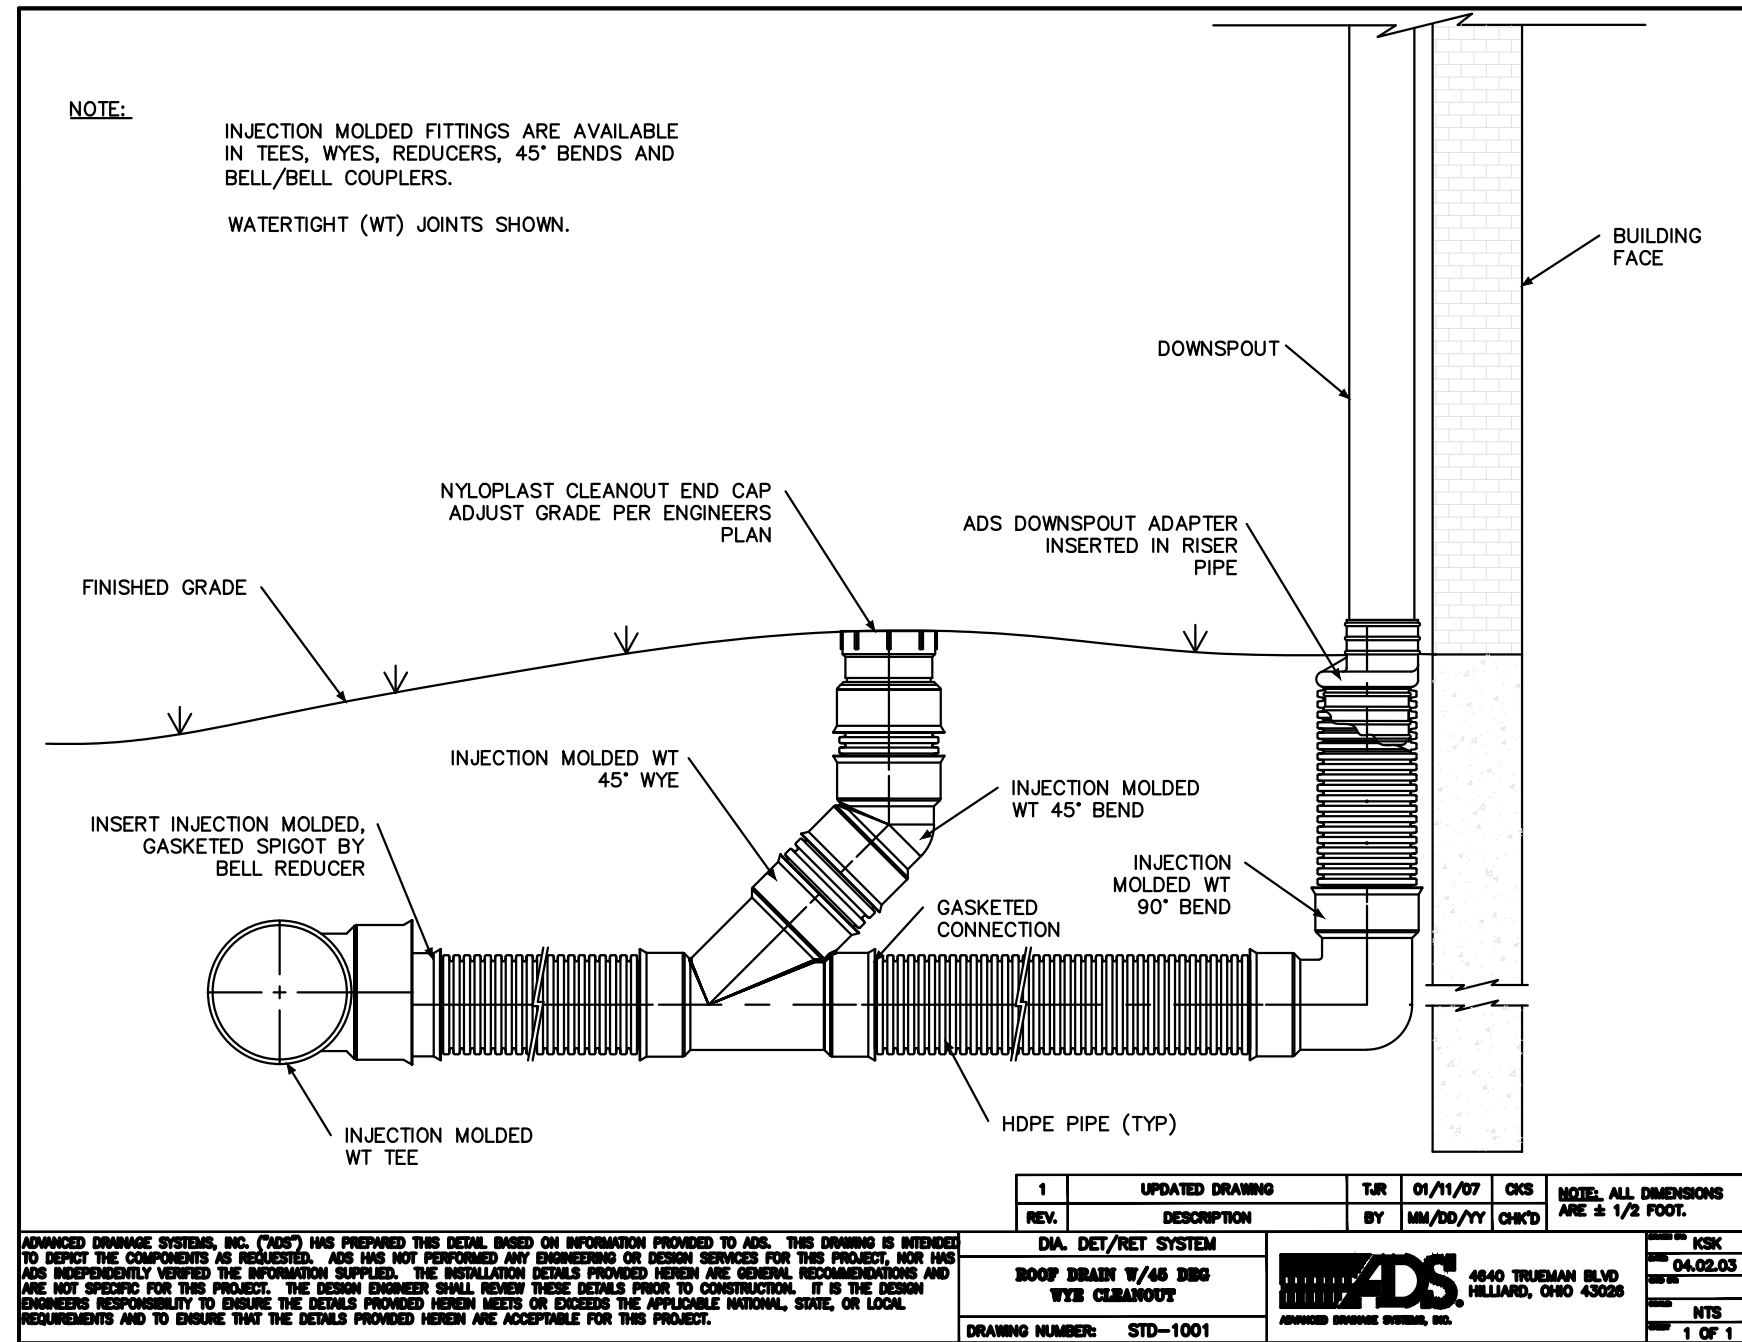 NOTE:
INJECTION MOLDED FITTINGS ARE AVAILABLE
IN TEES, WYES, REDUCERS, 45° BENDS AND
BELL/BELL COUPLERS.
WATERTIGHT (WT) JOINTS SHOWN.
BUILDING
FACE
DOWNSPOUT
NYLOPLAST CLEANOUT END CAP
ADJUST GRADE PER ENGINEERS
PLAN
ADS DOWNSPOUT ADAPTER
INSERTED IN RISER
PIPE
FINISHED GRADE
INJECTION MOLDED WT
45° WYE
INJECTION MOLDED
WT 45° BEND
INSERT INJECTION MOLDED,
GASKETED SPIGOT BY
BELL REDUCER
INJECTION
MOLDED WT
90° BEND
GASKETED
CONNECTION
HDPE PIPE (TYP)
INJECTION MOLDED
WT TEE
1 UPDATED DRAWING TJR 01/11/07 CKS
REV. DESCRIPTION BY MM/DD/YY CHK'D
NOTE: ALL DIMENSIONS
ARE ± 1/2 FOOT.
ADVANCED DRAINAGE SYSTEMS, INC. ("ADS") HAS PREPARED THIS DETAIL BASED ON INFORMATION PROVIDED TO ADS. THIS DRAWING IS INTENDED
TO DEPICT THE COMPONENTS AS REQUESTED. ADS HAS NOT PERFORMED ANY ENGINEERING OR DESIGN SERVICES FOR THIS PROJECT, NOR HAS
ADS INDEPENDENTLY VERIFIED THE INFORMATION SUPPLIED. THE INSTALLATION DETAILS PROVIDED HEREIN ARE GENERAL RECOMMENDATIONS AND
ARE NOT SPECIFIC FOR THIS PROJECT. THE DESIGN ENGINEER SHALL REVIEW THESE DETAILS PRIOR TO CONSTRUCTION. IT IS THE DESIGN
ENGINEERS RESPONSIBILITY TO ENSURE THE DETAILS PROVIDED HEREIN MEETS OR EXCEEDS THE APPLICABLE NATIONAL, STATE, OR LOCAL
REQUIREMENTS AND TO ENSURE THAT THE DETAILS PROVIDED HEREIN ARE ACCEPTABLE FOR THIS PROJECT.
DIA. DET/RET SYSTEM
ROOF DRAIN W/45 DEG
WYE CLEANOUT
DRAWING NUMBER: STD-1001
ADS
ADVANCED DRAINAGE SYSTEMS, INC.
4640 TRUEMAN BLVD
HILLIARD, OHIO 43026
KSK
04.02.03
NTS
1 OF 1